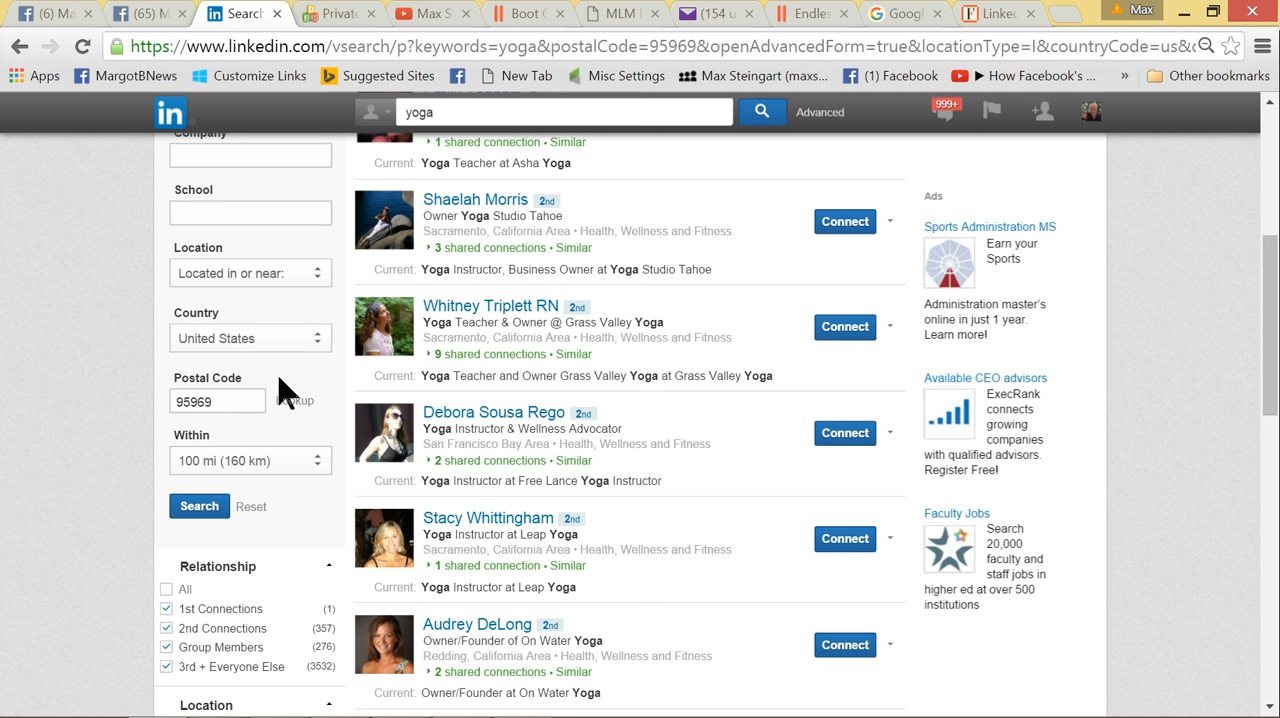 (6) Ma
(65) M
Search
Private
Max S
Boot
MLM
(154 u
Endles
Googl
Linke
Max
https://www.linkedin.com/vsearch/p?keywords=yoga&postalCode=95969&openAdvancedForm=true&locationType=I&countryCode=us&
Apps
MargotBNews
Customize Links
Suggested Sites
New Tab
Misc Settings
Max Steingart (maxs...
(1) Facebook
▶ How Facebook's ...
»
Other bookmarks
in
yoga
Advanced
999+
Company
School
Location
Located in or near:
Country
United States
Postal Code
95969
Within
100 mi (160 km)
Search
Reset
Relationship
All
1st Connections (1)
2nd Connections (357)
Group Members (276)
3rd + Everyone Else (3532)
Location
1 shared connection • Similar
Current: Yoga Teacher at Asha Yoga
Shaelah Morris 2nd
Owner Yoga Studio Tahoe
Sacramento, California Area • Health, Wellness and Fitness
3 shared connections • Similar
Current: Yoga Instructor, Business Owner at Yoga Studio Tahoe
Connect
Whitney Triplett RN 2nd
Yoga Teacher & Owner @ Grass Valley Yoga
Sacramento, California Area • Health, Wellness and Fitness
9 shared connections • Similar
Current: Yoga Teacher and Owner Grass Valley Yoga at Grass Valley Yoga
Connect
Debora Sousa Rego 2nd
Yoga Instructor & Wellness Advocator
San Francisco Bay Area • Health, Wellness and Fitness
2 shared connections • Similar
Current: Yoga Instructor at Free Lance Yoga Instructor
Connect
Stacy Whittingham 2nd
Yoga Instructor at Leap Yoga
Sacramento, California Area • Health, Wellness and Fitness
1 shared connection • Similar
Current: Yoga Instructor at Leap Yoga
Connect
Audrey DeLong 2nd
Owner/Founder of On Water Yoga
Redding, California Area • Health, Wellness and Fitness
2 shared connections • Similar
Current: Owner/Founder at On Water Yoga
Connect
Ads
Sports Administration MS
Earn your
Sports
Administration master's
online in just 1 year.
Learn more!
Available CEO advisors
ExecRank
connects
growing
companies
with qualified advisors.
Register Free!
Faculty Jobs
Search
20,000
faculty and
staff jobs in
higher ed at over 500
institutions